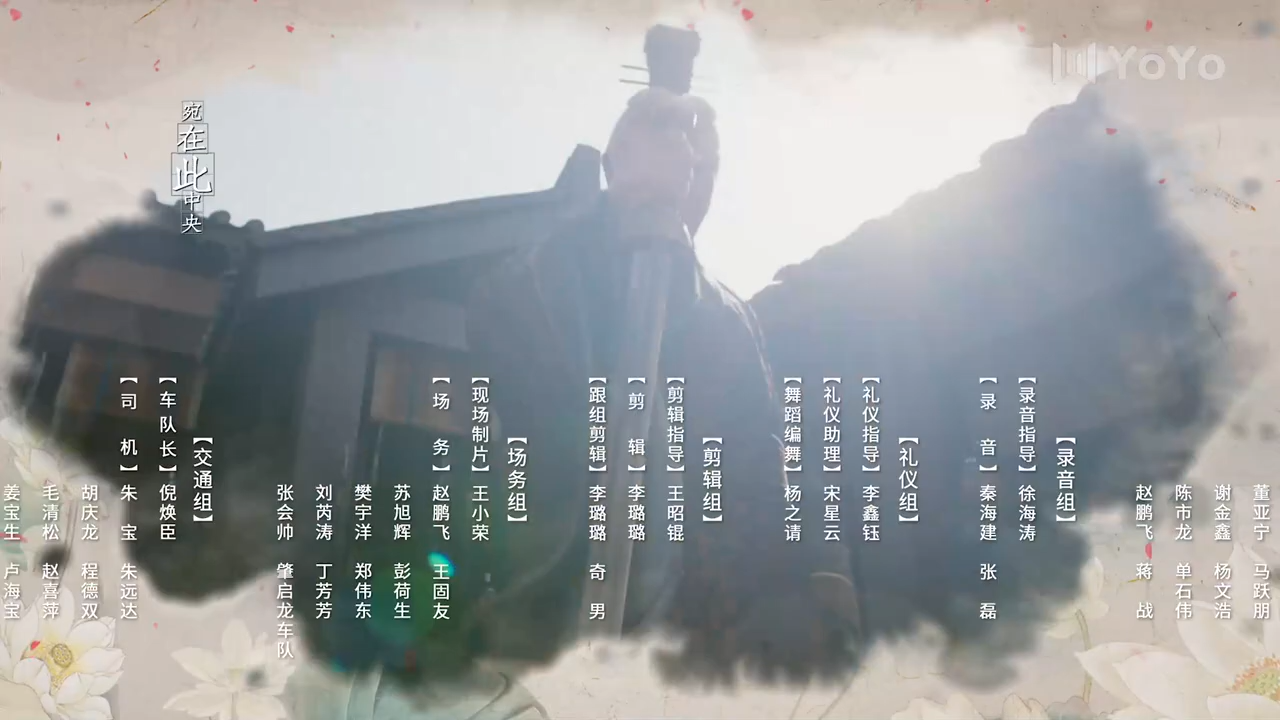 YoYo
宛在此中央
董亚宁 马跃朋
谢金鑫 杨文浩
陈市龙 单石伟
赵鹏飞 蒋战
【录音组】
【录音指导】徐海涛
【录音】秦海建 张磊
【礼仪组】
【礼仪指导】李鑫钰
【礼仪助理】宋星云
【舞蹈编舞】杨之请
【剪辑组】
【剪辑指导】王昭锟
【剪辑】李璐璐
【跟组剪辑】李璐璐 奇男
【场务组】
【现场制片】王小荣
【场务】赵鹏飞 王固友
苏旭辉 彭荷生
樊宇洋 郑伟东
刘芮涛 丁芳芳
张会帅 肇启龙车队
【交通组】
【车队长】倪焕臣
【司机】朱宝 朱远达
胡庆龙 程德双
毛清松 赵喜萍
姜宝生 卢海宝